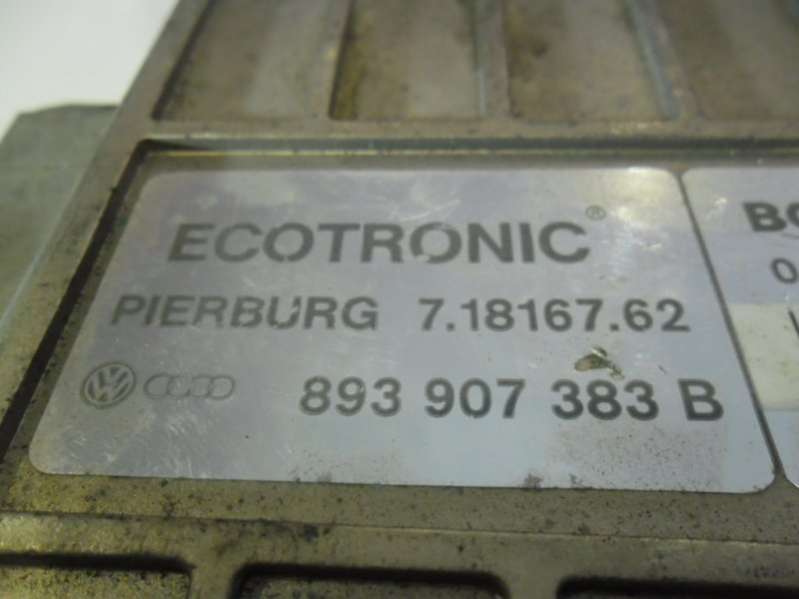 ECOTRONIC®
PIERBURG 7.18167.62
893 907 383 B